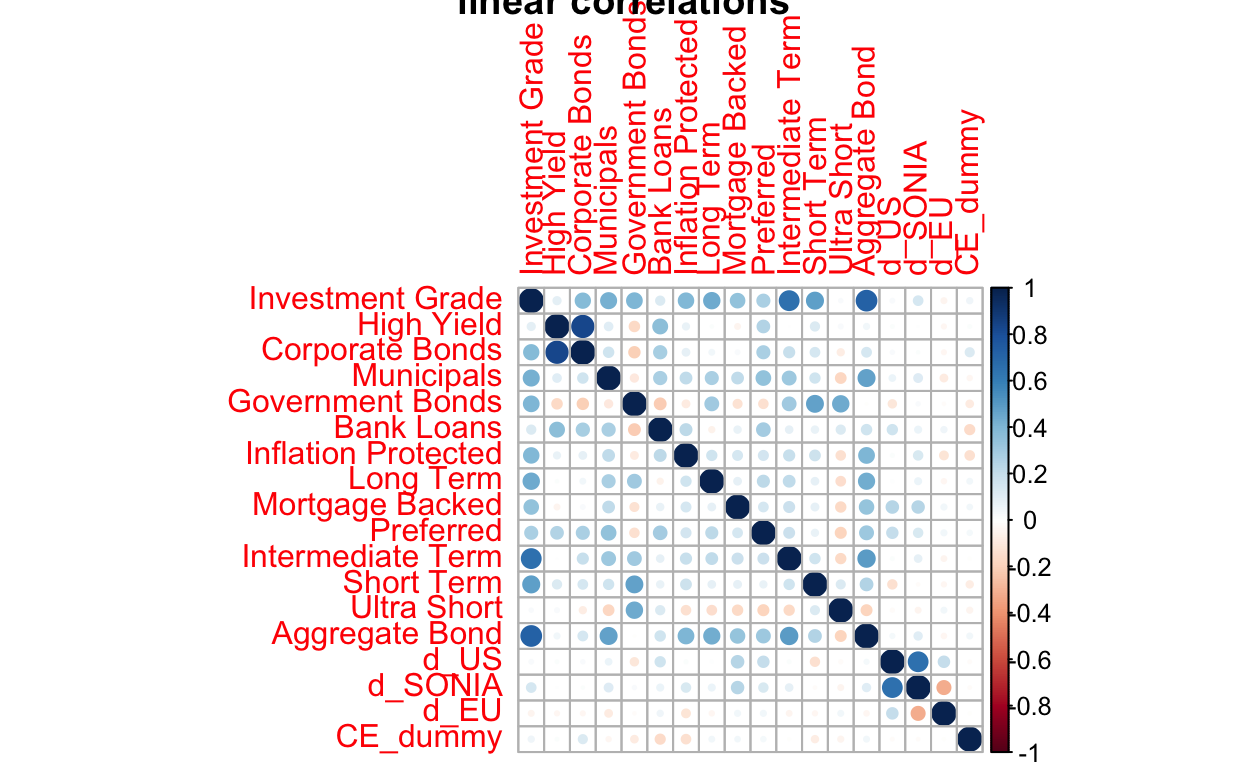 linear correlations
Investment Grade
High Yield
Corporate Bonds
Municipals
Government Bonds
Bank Loans
Inflation Protected
Long Term
Mortgage Backed
Preferred
Intermediate Term
Short Term
Ultra Short
Aggregate Bond
d_US
d_SONIA
d_EU
CE_dummy
Investment Grade
High Yield
Corporate Bonds
Municipals
Government Bonds
Bank Loans
Inflation Protected
Long Term
Mortgage Backed
Preferred
Intermediate Term
Short Term
Ultra Short
Aggregate Bond
d_US
d_SONIA
d_EU
CE_dummy
1
0.8
0.6
0.4
0.2
0
-0.2
-0.4
-0.6
-0.8
-1